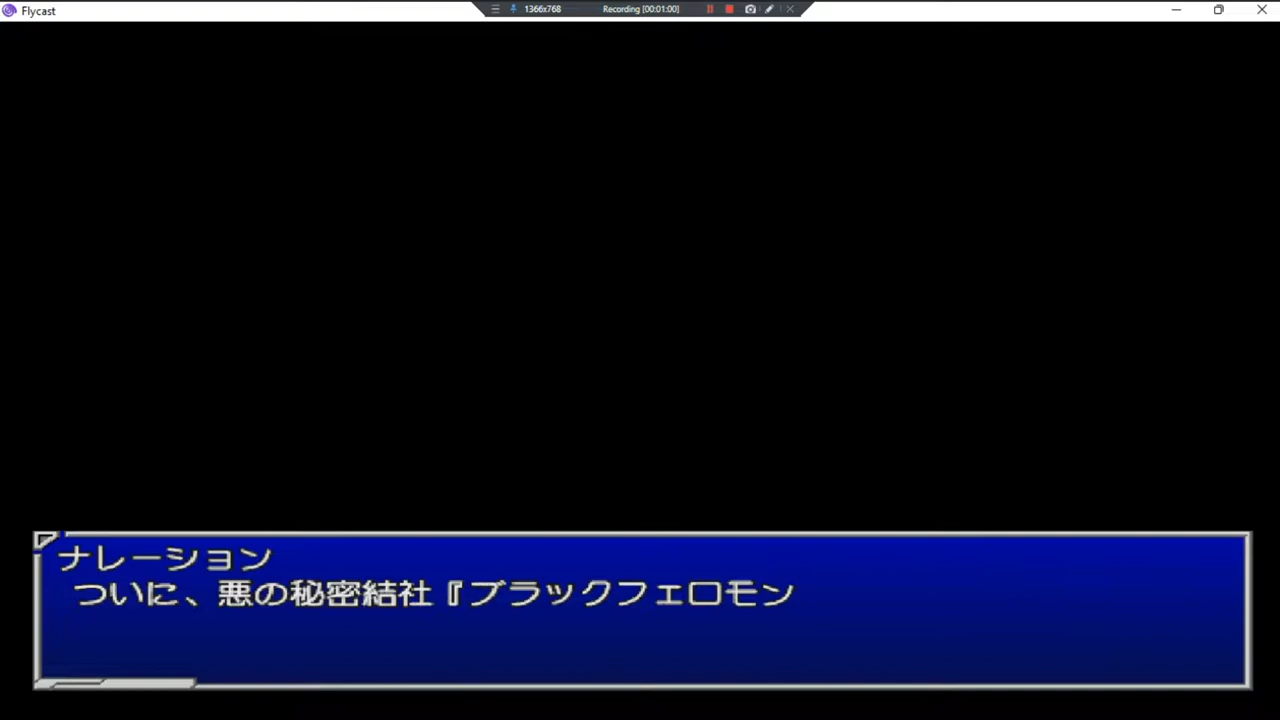 Flycast
1366x768
Recording [00:01:00]
ナレーション
ついに、悪の秘密結社『ブラックフェロモン